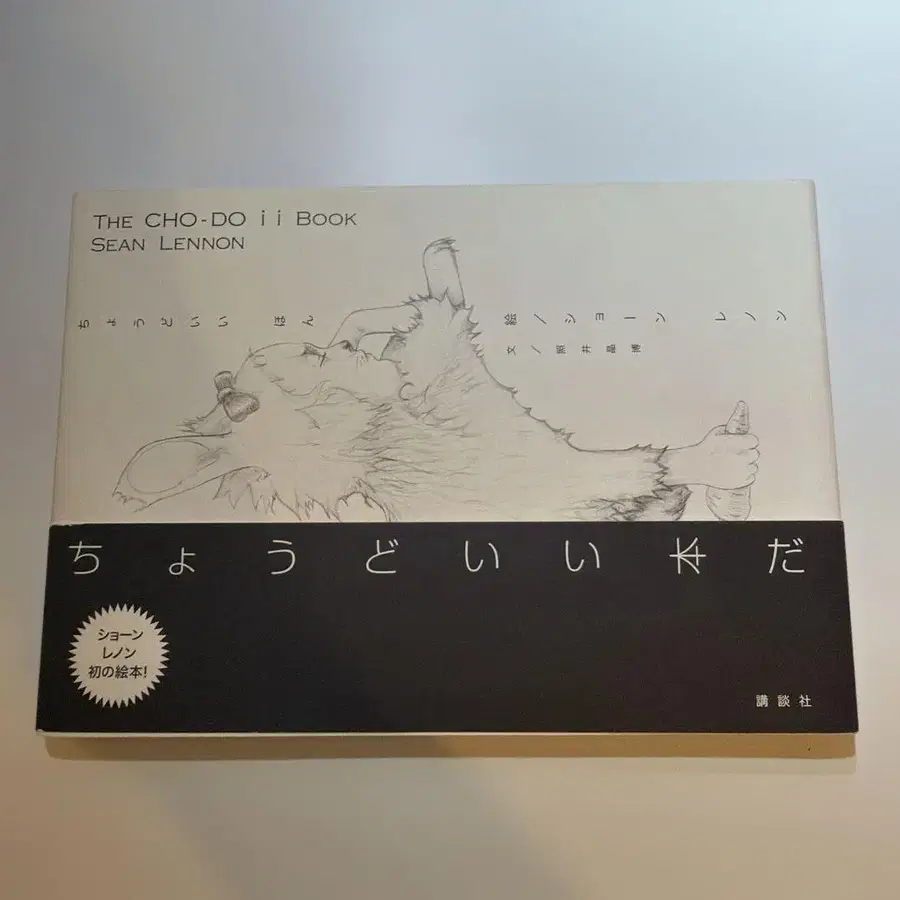 THE CHO-DO ii BOOK
SEAN LENNON
ちょうどいい ほん
絵/ショーン レノン
文/熊井晶博
ちょうどいい本だ
ショーン
レノン
初の絵本!
講談社